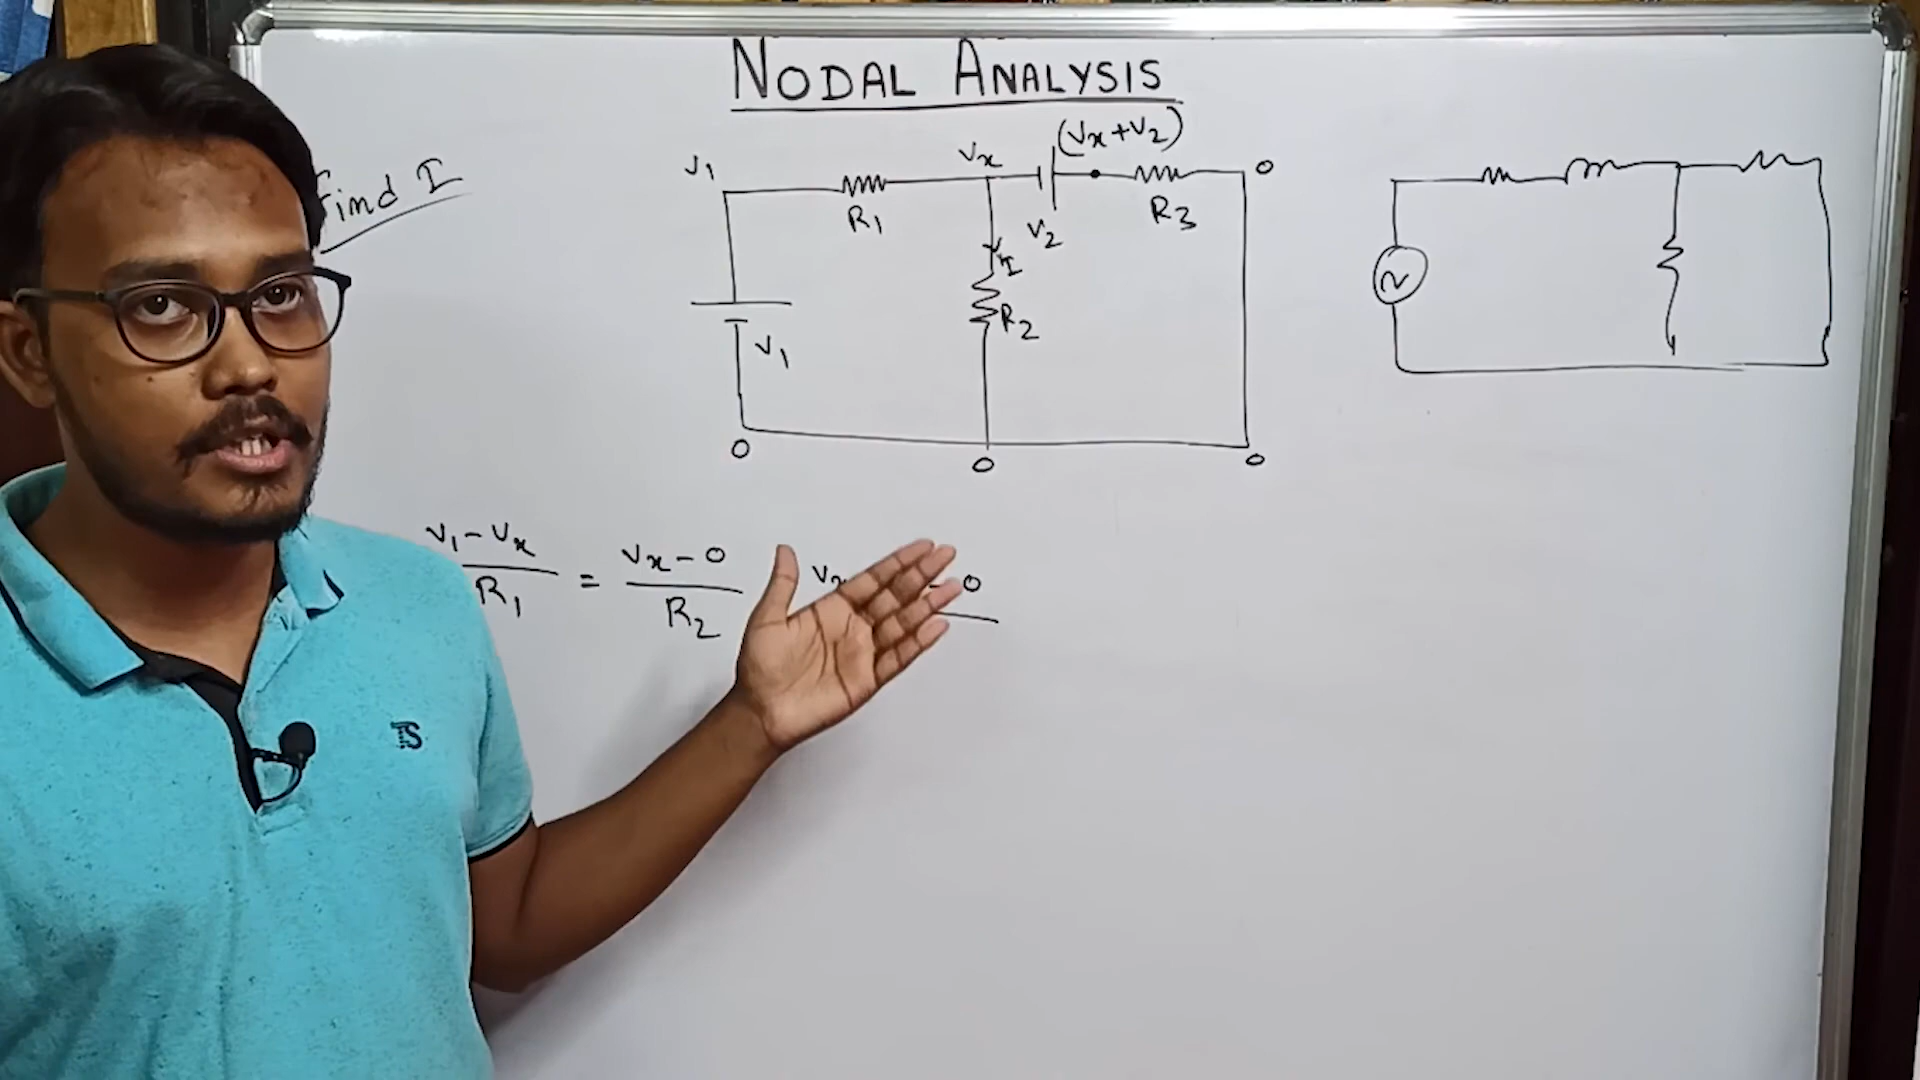 NODAL ANALYSIS
Find I
V1
Vx
(Vx+V2)
0
R1
V2
R3
I
R2
V1
0
0
0
V1-Vx
R1
=
Vx-0
R2
-0
TS